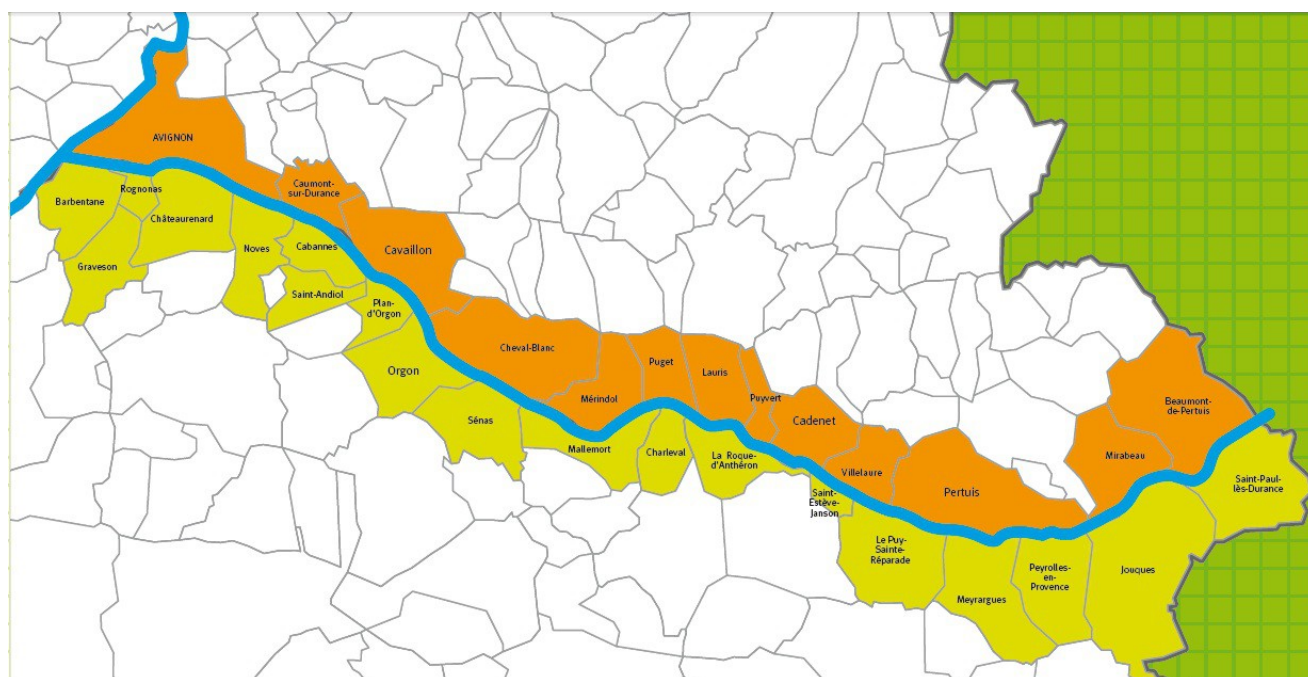 AVIGNON
Caumont-
sur-Durance
Barbentane
Rognonas
Châteaurenard
Noves
Cabannes
Cavaillon
Graveson
Saint-Andiol
Plan-
d'Orgon
Orgon
Cheval-Blanc
Puget
Lauris
Mérindol
Puyvert
Sénas
Cadenet
Beaumont-
de-Pertuis
Mallemort
Charleval
La Roque-
d'Anthéron
Mirabeau
Villelaure
Saint-
Estève-
Janson
Pertuis
Saint-Paul
lès-Durance
Le Puy-
Sainte-
Réparade
Meyrargues
Peyrolles-
en-
Provence
Jouques